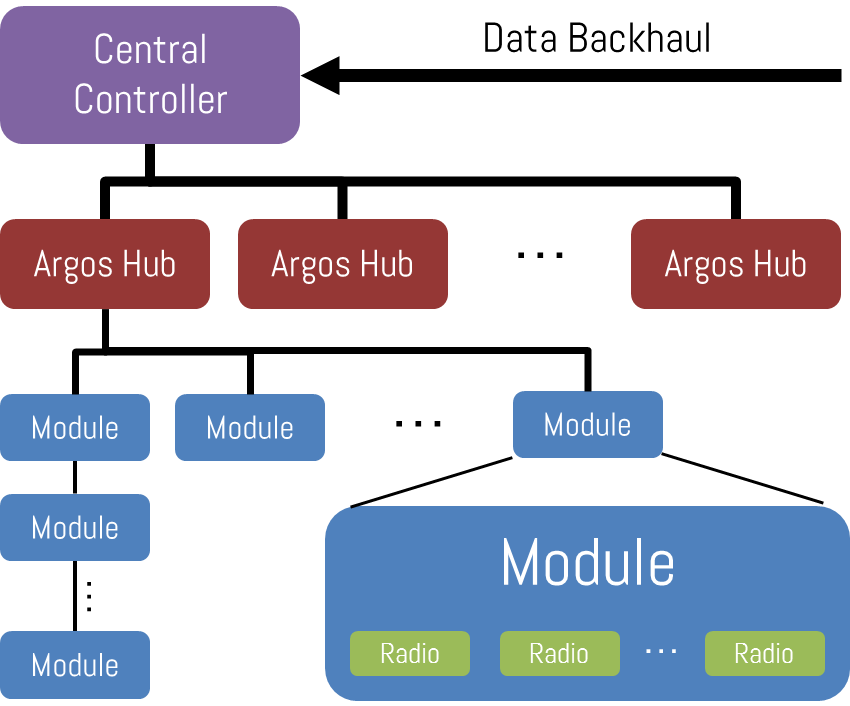 Central
Controller
Data Backhaul
Argos Hub
Argos Hub
...
Argos Hub
Module
Module
...
Module
Module
...
Module
Module
Radio
Radio
...
Radio